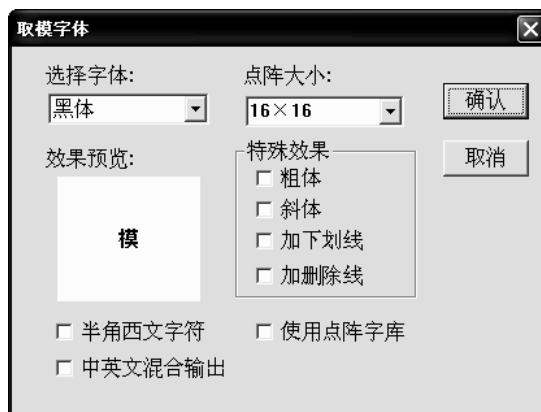 取模字体
选择字体:
点阵大小:
黑体
16×16
确认
取消
效果预览:
模
特殊效果
粗体
斜体
加下划线
加删除线
半角西文字符
使用点阵字库
中英文混合输出